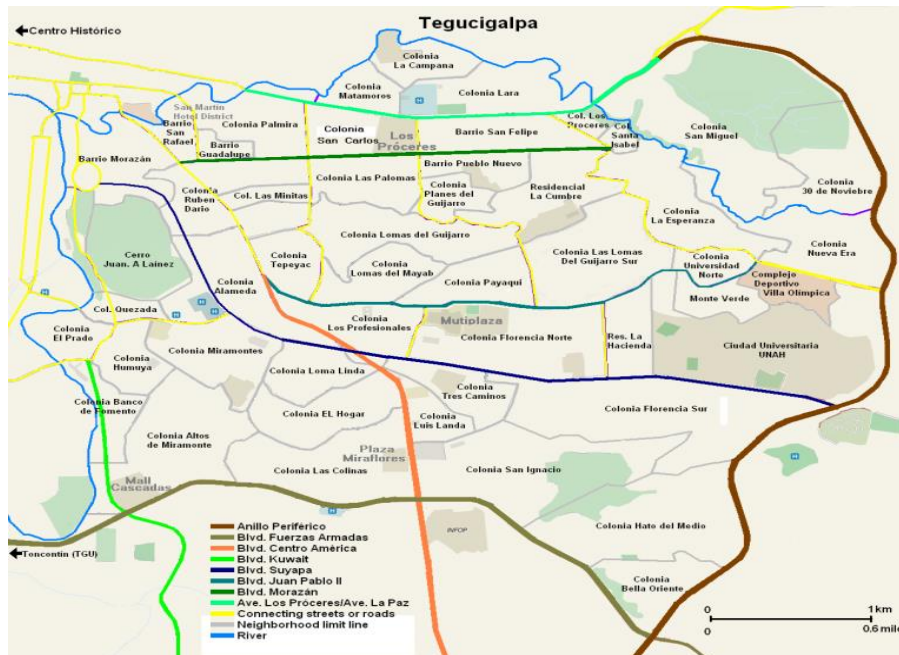 Tegucigalpa
Centro Histórico
Colonia
La Campana
Colonia
Matamoros
Colonia Lara
San Martin
Hotel District
Barrio
San
Rafael
Colonia Palmira
Barrio
Guadalupe
Colonia
San Carlos
Los
Próceres
Barrio San Felipe
Col. Los
Proceres
Col.
Santa
Isabel
Colonia
San Miguel
Barrio Morazán
Colonia
Ruben
Dario
Col. Las Minitas
Colonia Las Palomas
Barrio Pueblo Nuevo
Colonia
Planes del
Guijarro
Residencial
La Cumbre
Colonia
30 de Noviebre
Colonia
La Esperanza
Colonia
Nueva Era
Cerro
Juan. A Laínez
Colonia
Tepeyac
Colonia Lomas del Guijarro
Colonia
Lomas del Mayab
Colonia Las Lomas
Del Guijarro Sur
Colonia
Universidad
Norte
Complejo
Deportivo
Villa Olimpica
Colonia
Alameda
Colonia Payaqui
Monte Verde
Col. Quezada
Colonia
El Prado
Colonia
Los Profesionales
Mutiplaza
Colonia Florencia Norte
Res. La
Hacienda
Ciudad Universitaria
UNAH
Colonia
Humuya
Colonia Miramontes
Colonia Loma Linda
Colonia
Tres Caminos
Colonia Banco
de Fomento
Colonia EL Hogar
Colonia
Luis Landa
Colonia Florencia Sur
Colonia Altos
de Miramonte
Plaza
Miraflores
Colonia Las Colinas
Colonia San Ignacio
Mall
Cascadas
H
H
H
H
H
H
INFOP
Colonia Hato del Medio
Colonia
Bella Oriente
Toncontín (TGU)
Anillo Periférico
Blvd. Fuerzas Armadas
Blvd. Centro América
Blvd. Kuwait
Blvd. Suyapa
Blvd. Juan Pablo II
Blvd. Morazán
Ave. Los Próceres/Ave. La Paz
Connecting streets or roads
Neighborhood limit line
River
0 1 km
0 0.6 mile